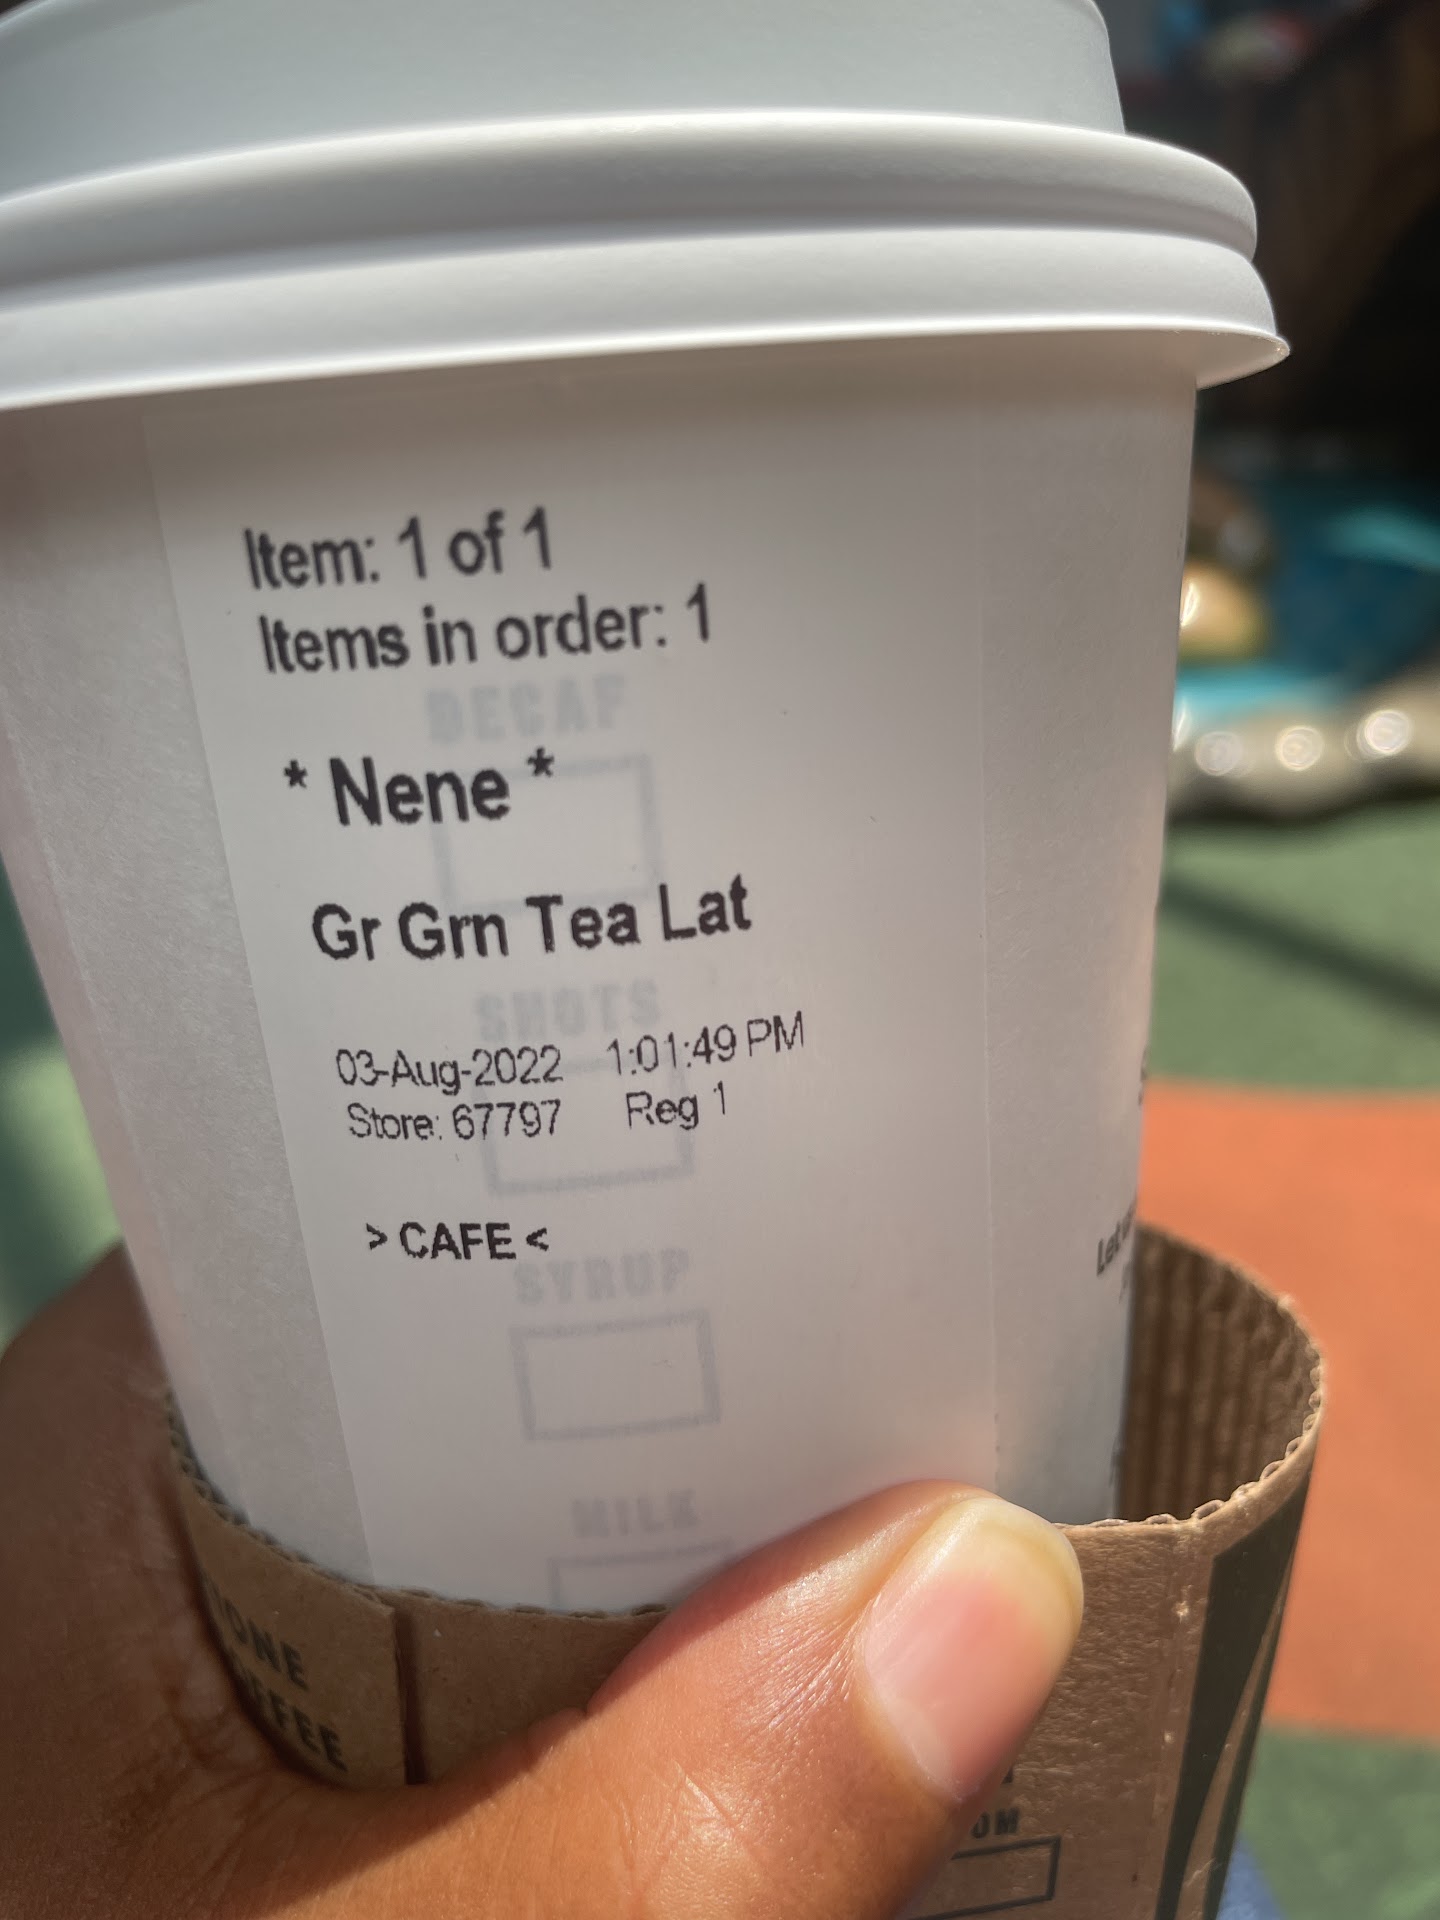 Item: 1 of 1
Items in order: 1
DECAF
* Nene *
Gr Grn Tea Lat
SHOTS
03-Aug-2022 1:01:49 PM
Store: 67797 Reg 1
> CAFE <
SYRUP
MILK